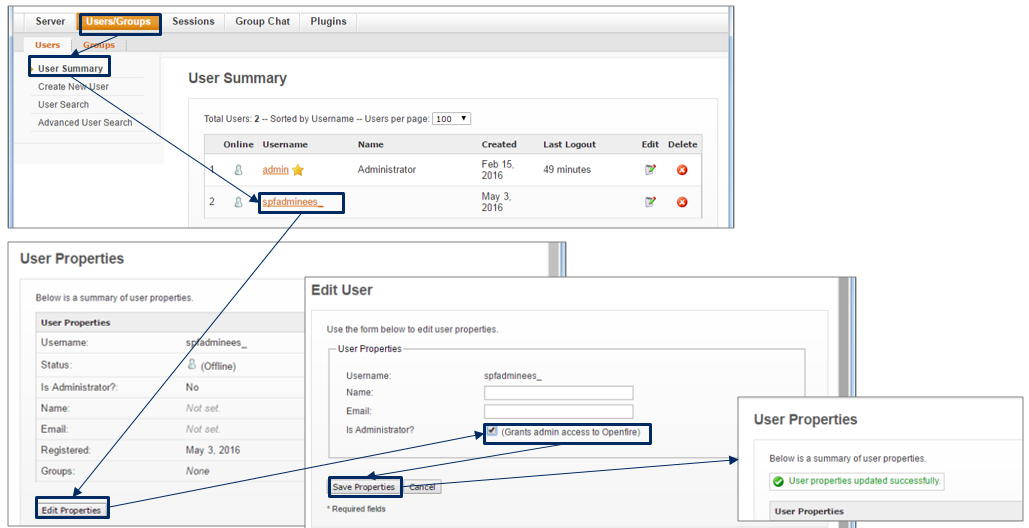 Server Users/Groups Sessions Group Chat Plugins
Users Groups
User Summary
Create New User
User Search
Advanced User Search
User Summary
Total Users: 2 -- Sorted by Username -- Users per page: 100
Online Username Name Created Last Logout Edit Delete
1 admin Administrator Feb 15, 2016 49 minutes
2 spfadminees_ May 3, 2016
User Properties
Below is a summary of user properties.
User Properties
Username: spfadminees_
Status: (Offline)
Is Administrator?: No
Name: Not set.
Email: Not set.
Registered: May 3, 2016
Groups: None
Edit Properties
Edit User
Use the form below to edit user properties.
User Properties
Username: spfadminees_
Name:
Email:
Is Administrator? (Grants admin access to Openfire)
Save Properties Cancel
* Required fields
User Properties
Below is a summary of user properties.
User properties updated successfully.
User Properties